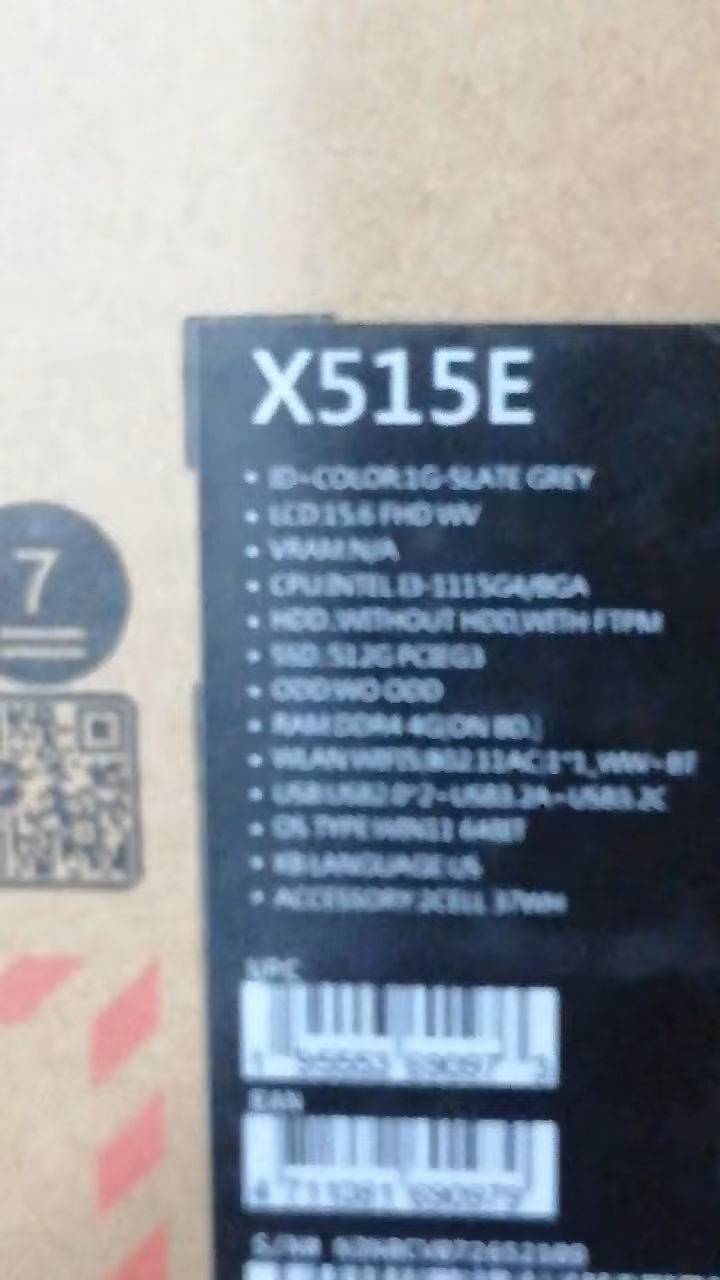 X515E
• ID-COLOR:1G-SLATE GREY
• LCD:15.6 FHD WV
7
• VRAM:N/A
• CPU:INTEL I3-1115G4/BGA
• HDD:WITHOUT HDD,WITH FTPM
• SSD:512G PCIEG3
• ODD:WO ODD
• RAM:DDR4 4G(ON BD.)
• WLAN:WIFI5(802.11AC)1*1_WW+BT
• USB:USB2.0*2+USB3.2A+USB3.2C
• OS TYPE:WIN11 64BIT
• KB LANGUAGE:US
• ACCESSORY:2CELL 37WH
UPC
EAN
S/N#